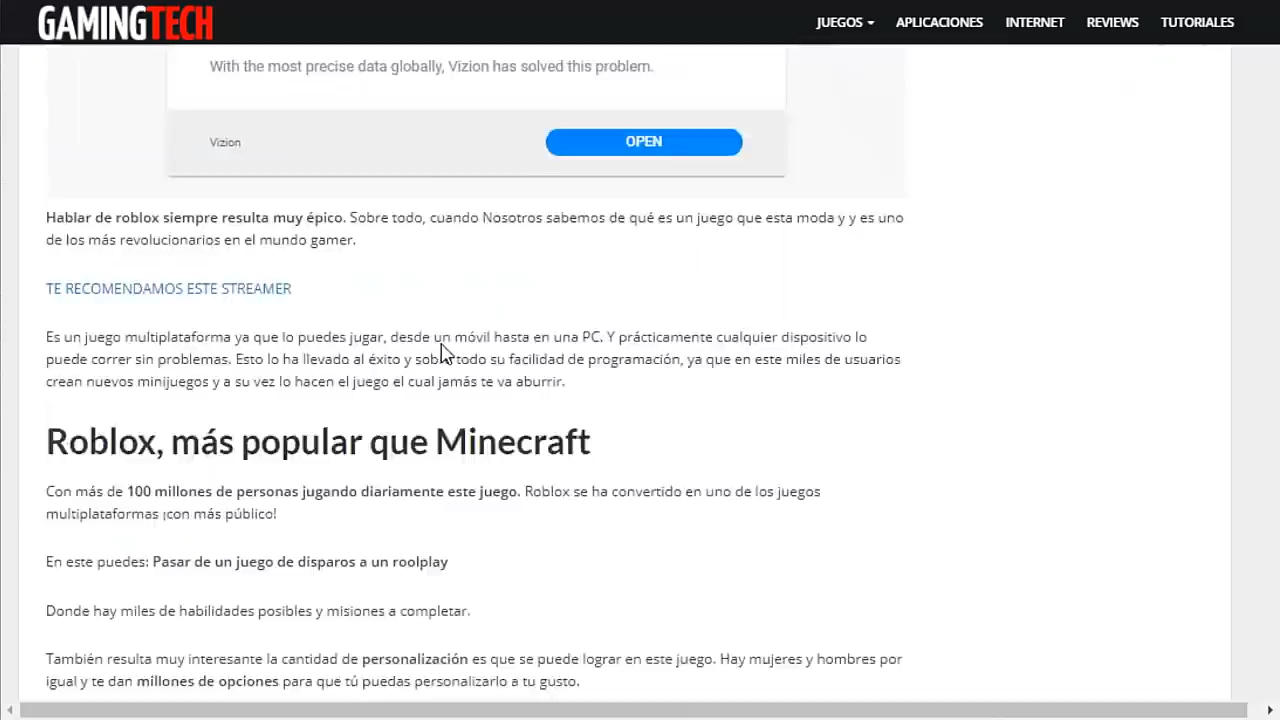 GAMINGTECH
JUEGOS APLICACIONES INTERNET REVIEWS TUTORIALES
With the most precise data globally, Vizion has solved this problem.
Vizion
OPEN
Hablar de roblox siempre resulta muy épico. Sobre todo, cuando Nosotros sabemos de qué es un juego que esta moda y y es uno
de los más revolucionarios en el mundo gamer.
TE RECOMENDAMOS ESTE STREAMER
Es un juego multiplataforma ya que lo puedes jugar, desde un móvil hasta en una PC. Y prácticamente cualquier dispositivo lo
puede correr sin problemas. Esto lo ha llevado al éxito y sobre todo su facilidad de programación, ya que en este miles de usuarios
crean nuevos minijuegos y a su vez lo hacen el juego el cual jamás te va aburrir.
Roblox, más popular que Minecraft
Con más de 100 millones de personas jugando diariamente este juego. Roblox se ha convertido en uno de los juegos
multiplataformas ¡con más público!
En este puedes: Pasar de un juego de disparos a un roolplay
Donde hay miles de habilidades posibles y misiones a completar.
También resulta muy interesante la cantidad de personalización es que se puede lograr en este juego. Hay mujeres y hombres por
igual y te dan millones de opciones para que tú puedas personalizarlo a tu gusto.